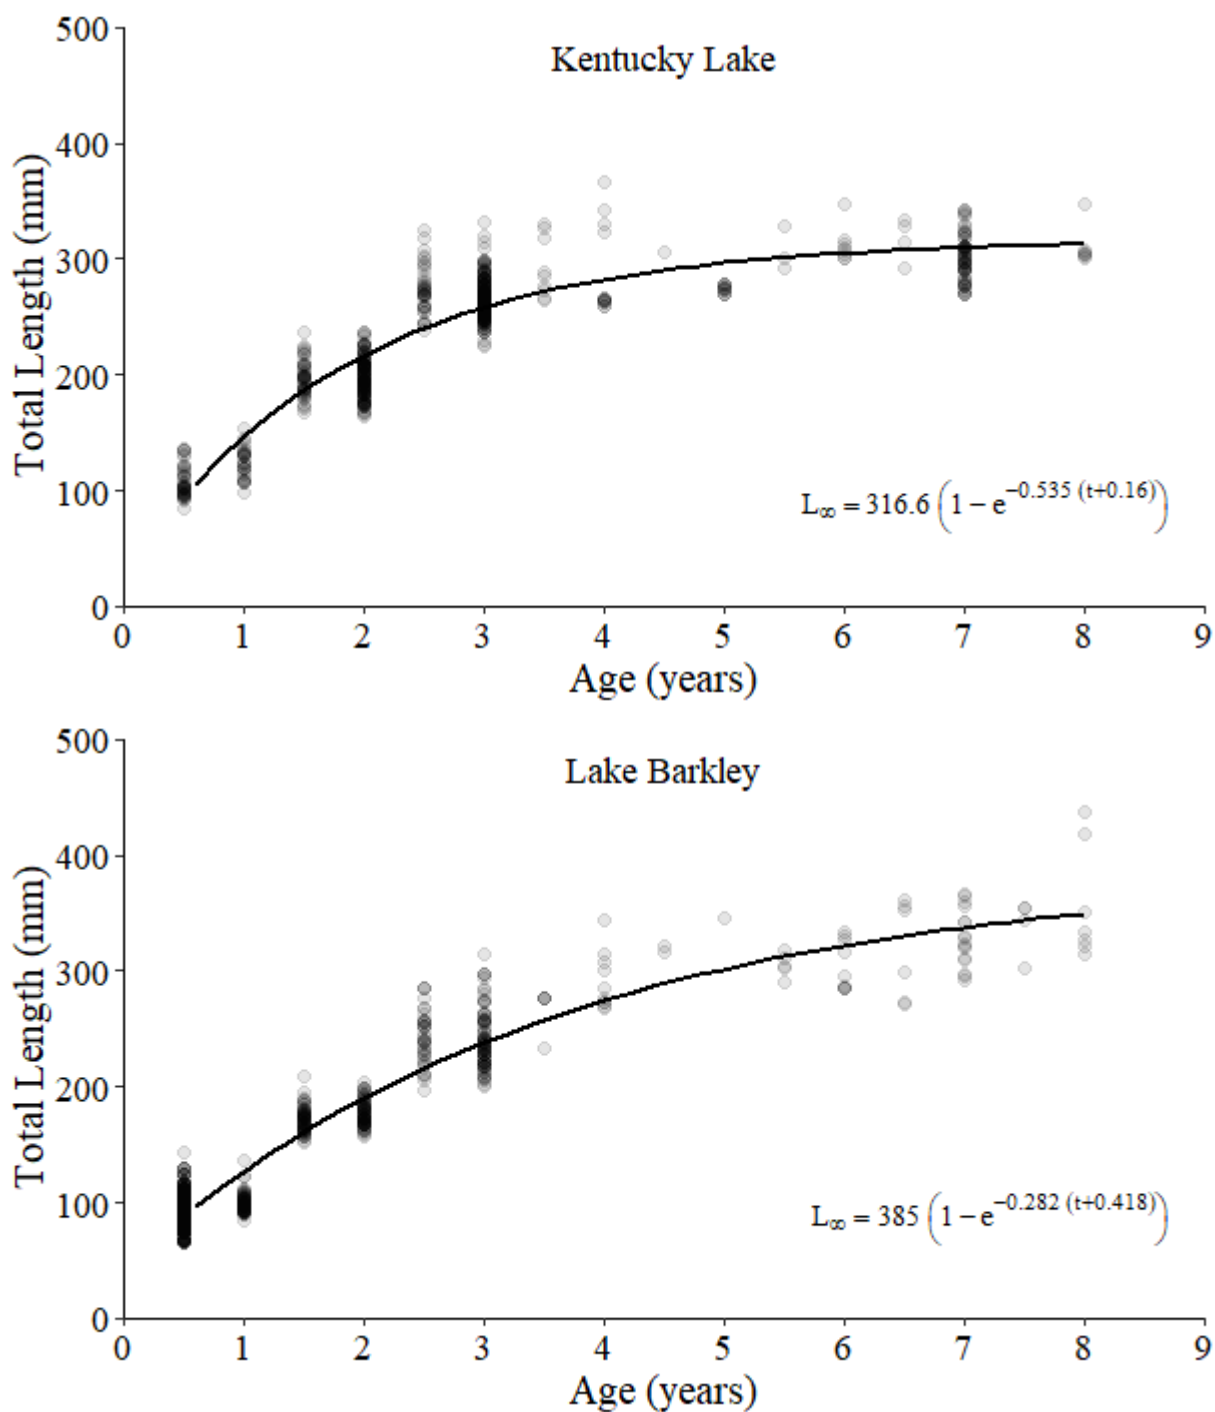 Kentucky Lake
500
400
300
200
100
0
Total Length (mm)
L∞ = 316.6 (1 − e^−0.535 (t+0.16))
0 1 2 3 4 5 6 7 8 9
Age (years)
Lake Barkley
500
400
300
200
100
0
Total Length (mm)
L∞ = 385 (1 − e^−0.282 (t+0.418))
0 1 2 3 4 5 6 7 8 9
Age (years)